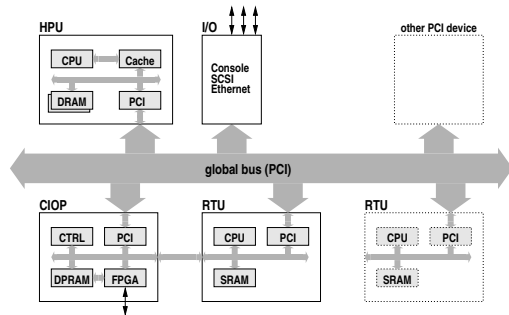 HPU
I/O
other PCI device
CPU
Cache
DRAM
PCI
Console
SCSI
Ethernet
global bus (PCI)
CIOP
RTU
RTU
CTRL
PCI
CPU
PCI
CPU
PCI
DPRAM
FPGA
SRAM
SRAM